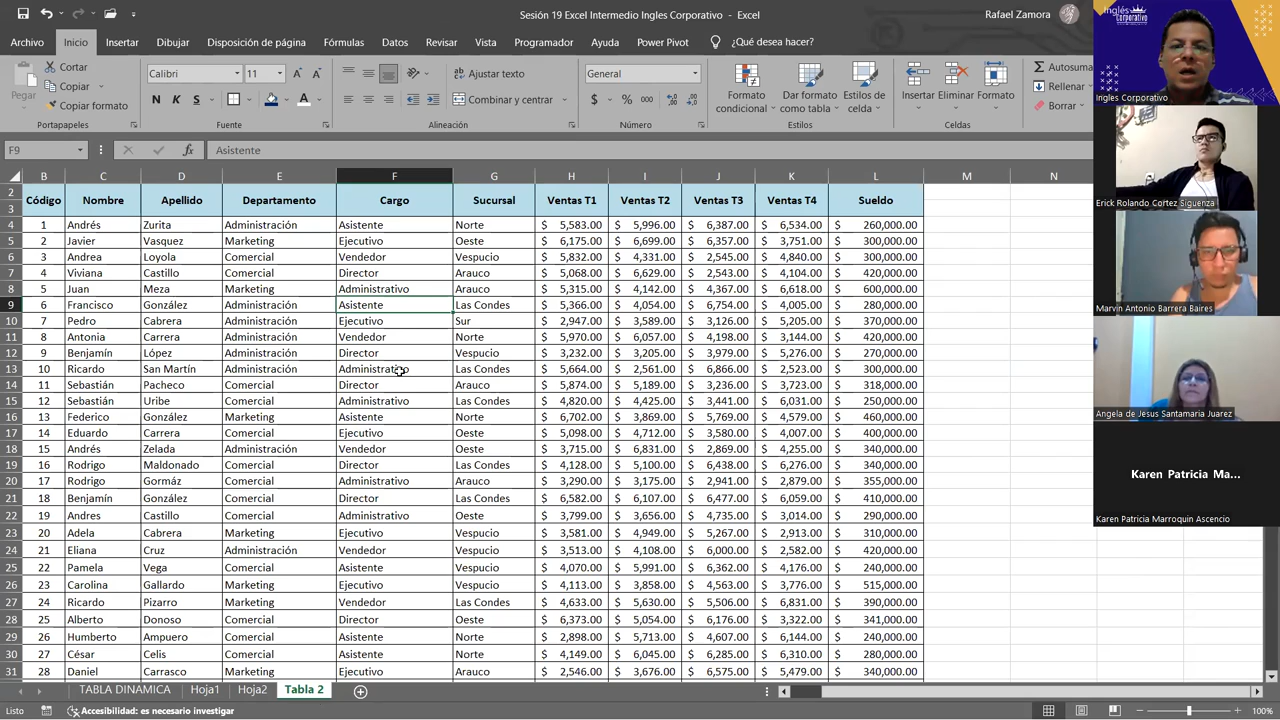 Sesión 19 Excel Intermedio Ingles Corporativo - Excel
Rafael Zamora
Archivo Inicio Insertar Dibujar Disposición de página Fórmulas Datos Revisar Vista Programador Ayuda Power Pivot ¿Qué desea hacer?
Pegar
Cortar
Copiar
Copiar formato
Portapapeles
Calibri 11
N K S
Fuente
Ajustar texto
Combinar y centrar
Alineación
General
$ % 000
Número
Formato condicional
Dar formato como tabla
Estilos de celda
Estilos
Insertar Eliminar Formato
Celdas
Autosuma
Rellenar
Borrar
F9 fx Asistente
B C D E F G H I J K L M N
Código Nombre Apellido Departamento Cargo Sucursal Ventas T1 Ventas T2 Ventas T3 Ventas T4 Sueldo
2
3
4 1 Andrés Zurita Administración Asistente Norte $ 5,583.00 $ 5,996.00 $ 6,387.00 $ 6,534.00 $ 260,000.00
5 2 Javier Vasquez Marketing Ejecutivo Oeste $ 6,175.00 $ 6,699.00 $ 6,357.00 $ 3,751.00 $ 300,000.00
6 3 Andrea Loyola Comercial Vendedor Vespucio $ 5,832.00 $ 4,331.00 $ 2,545.00 $ 4,840.00 $ 300,000.00
7 4 Viviana Castillo Comercial Director Arauco $ 5,068.00 $ 6,629.00 $ 2,543.00 $ 4,104.00 $ 420,000.00
8 5 Juan Meza Marketing Administrativo Arauco $ 5,315.00 $ 4,142.00 $ 4,367.00 $ 6,618.00 $ 600,000.00
9 6 Francisco González Administración Asistente Las Condes $ 5,366.00 $ 4,054.00 $ 6,754.00 $ 4,005.00 $ 280,000.00
10 7 Pedro Cabrera Administración Ejecutivo Sur $ 2,947.00 $ 3,589.00 $ 3,126.00 $ 5,205.00 $ 370,000.00
11 8 Antonia Carrera Administración Vendedor Norte $ 5,970.00 $ 6,057.00 $ 4,198.00 $ 3,144.00 $ 420,000.00
12 9 Benjamín López Administración Director Vespucio $ 3,232.00 $ 3,205.00 $ 3,979.00 $ 5,276.00 $ 270,000.00
13 10 Ricardo San Martín Administración Administrativo Las Condes $ 5,664.00 $ 2,561.00 $ 6,866.00 $ 2,523.00 $ 300,000.00
14 11 Sebastián Pacheco Comercial Director Arauco $ 5,874.00 $ 5,189.00 $ 3,236.00 $ 3,723.00 $ 318,000.00
15 12 Sebastián Uribe Comercial Administrativo Las Condes $ 4,820.00 $ 4,425.00 $ 3,441.00 $ 6,031.00 $ 250,000.00
16 13 Federico González Marketing Asistente Norte $ 6,702.00 $ 3,869.00 $ 5,769.00 $ 4,579.00 $ 460,000.00
17 14 Eduardo Carrera Comercial Ejecutivo Oeste $ 5,098.00 $ 4,712.00 $ 3,580.00 $ 4,007.00 $ 400,000.00
18 15 Andrés Zelada Administración Vendedor Oeste $ 3,715.00 $ 6,831.00 $ 2,869.00 $ 4,255.00 $ 340,000.00
19 16 Rodrigo Maldonado Comercial Director Las Condes $ 4,128.00 $ 5,100.00 $ 6,438.00 $ 6,276.00 $ 340,000.00
20 17 Rodrigo Gormáz Comercial Administrativo Arauco $ 3,290.00 $ 3,175.00 $ 2,941.00 $ 2,879.00 $ 355,000.00
21 18 Benjamín González Comercial Director Las Condes $ 6,582.00 $ 6,107.00 $ 6,477.00 $ 6,059.00 $ 410,000.00
22 19 Andres Castillo Comercial Administrativo Oeste $ 3,799.00 $ 3,656.00 $ 4,735.00 $ 3,014.00 $ 290,000.00
23 20 Adela Cabrera Marketing Ejecutivo Vespucio $ 3,581.00 $ 4,949.00 $ 5,267.00 $ 2,913.00 $ 310,000.00
24 21 Eliana Cruz Administración Vendedor Vespucio $ 3,513.00 $ 4,108.00 $ 6,000.00 $ 2,582.00 $ 420,000.00
25 22 Pamela Vega Comercial Asistente Vespucio $ 4,070.00 $ 5,991.00 $ 6,362.00 $ 4,176.00 $ 240,000.00
26 23 Carolina Gallardo Marketing Ejecutivo Vespucio $ 4,113.00 $ 3,858.00 $ 4,563.00 $ 3,776.00 $ 515,000.00
27 24 Ricardo Pizarro Marketing Vendedor Las Condes $ 4,633.00 $ 5,630.00 $ 5,506.00 $ 6,831.00 $ 390,000.00
28 25 Alberto Donoso Comercial Director Oeste $ 6,373.00 $ 5,054.00 $ 6,176.00 $ 3,322.00 $ 341,000.00
29 26 Humberto Ampuero Comercial Asistente Norte $ 2,898.00 $ 5,713.00 $ 4,607.00 $ 6,144.00 $ 240,000.00
30 27 César Celis Comercial Asistente Norte $ 4,149.00 $ 6,045.00 $ 6,285.00 $ 6,310.00 $ 280,000.00
31 28 Daniel Carrasco Marketing Ejecutivo Arauco $ 2,546.00 $ 3,676.00 $ 6,575.00 $ 5,479.00 $ 340,000.00
TABLA DINAMICA Hoja1 Hoja2 Tabla 2
Listo Accesibilidad: es necesario investigar 100%
Inglés Corporativo
Ingles Corporativo
Erick Rolando Cortez Siguenza
Marvin Antonio Barrera Baires
Angela de Jesus Santamaria Juarez
Karen Patricia Ma...
Karen Patricia Marroquin Ascencio